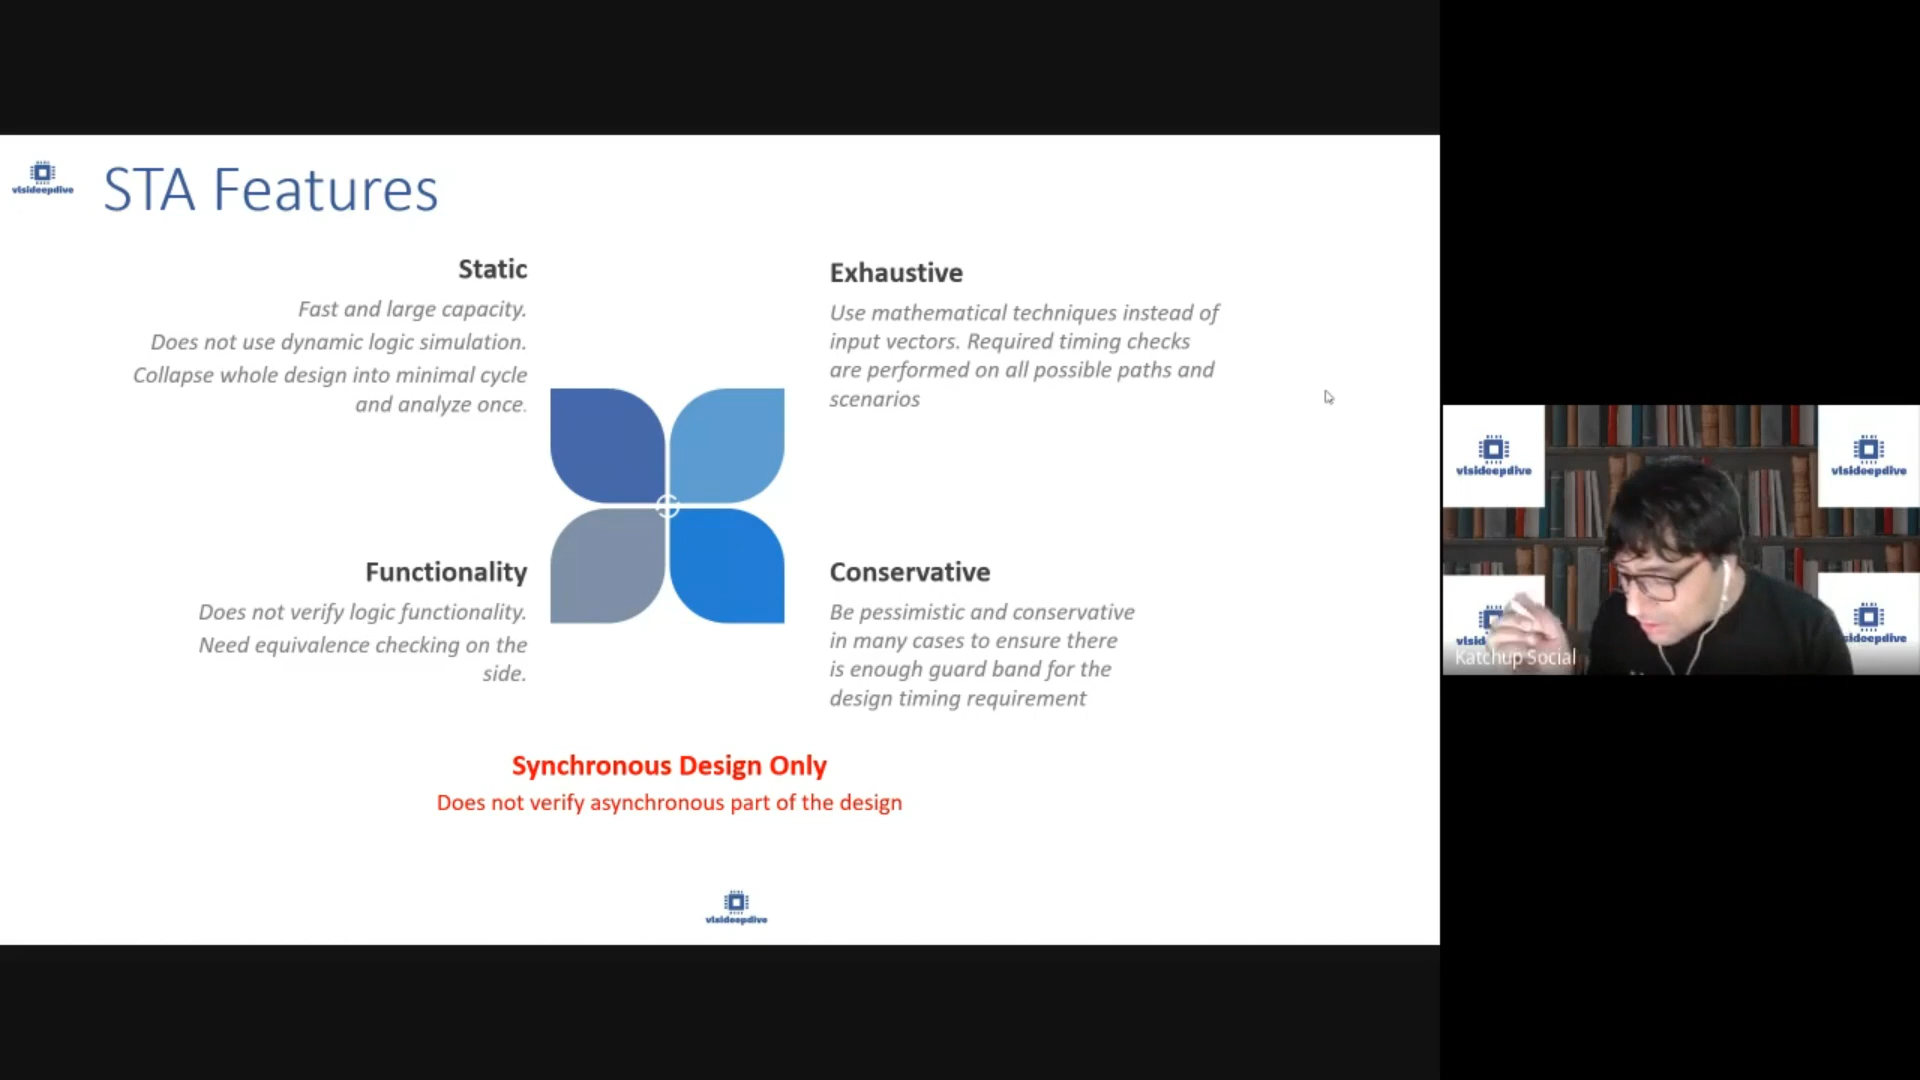 vlsideepdive
STA Features
Static
Fast and large capacity.
Does not use dynamic logic simulation.
Collapse whole design into minimal cycle
and analyze once.
Exhaustive
Use mathematical techniques instead of
input vectors. Required timing checks
are performed on all possible paths and
scenarios
Functionality
Does not verify logic functionality.
Need equivalence checking on the
side.
Conservative
Be pessimistic and conservative
in many cases to ensure there
is enough guard band for the
design timing requirement
Synchronous Design Only
Does not verify asynchronous part of the design
vlsideepdive
vlsideepdive
vlsideepdive
vlsid
sideepdive
Katchup Social